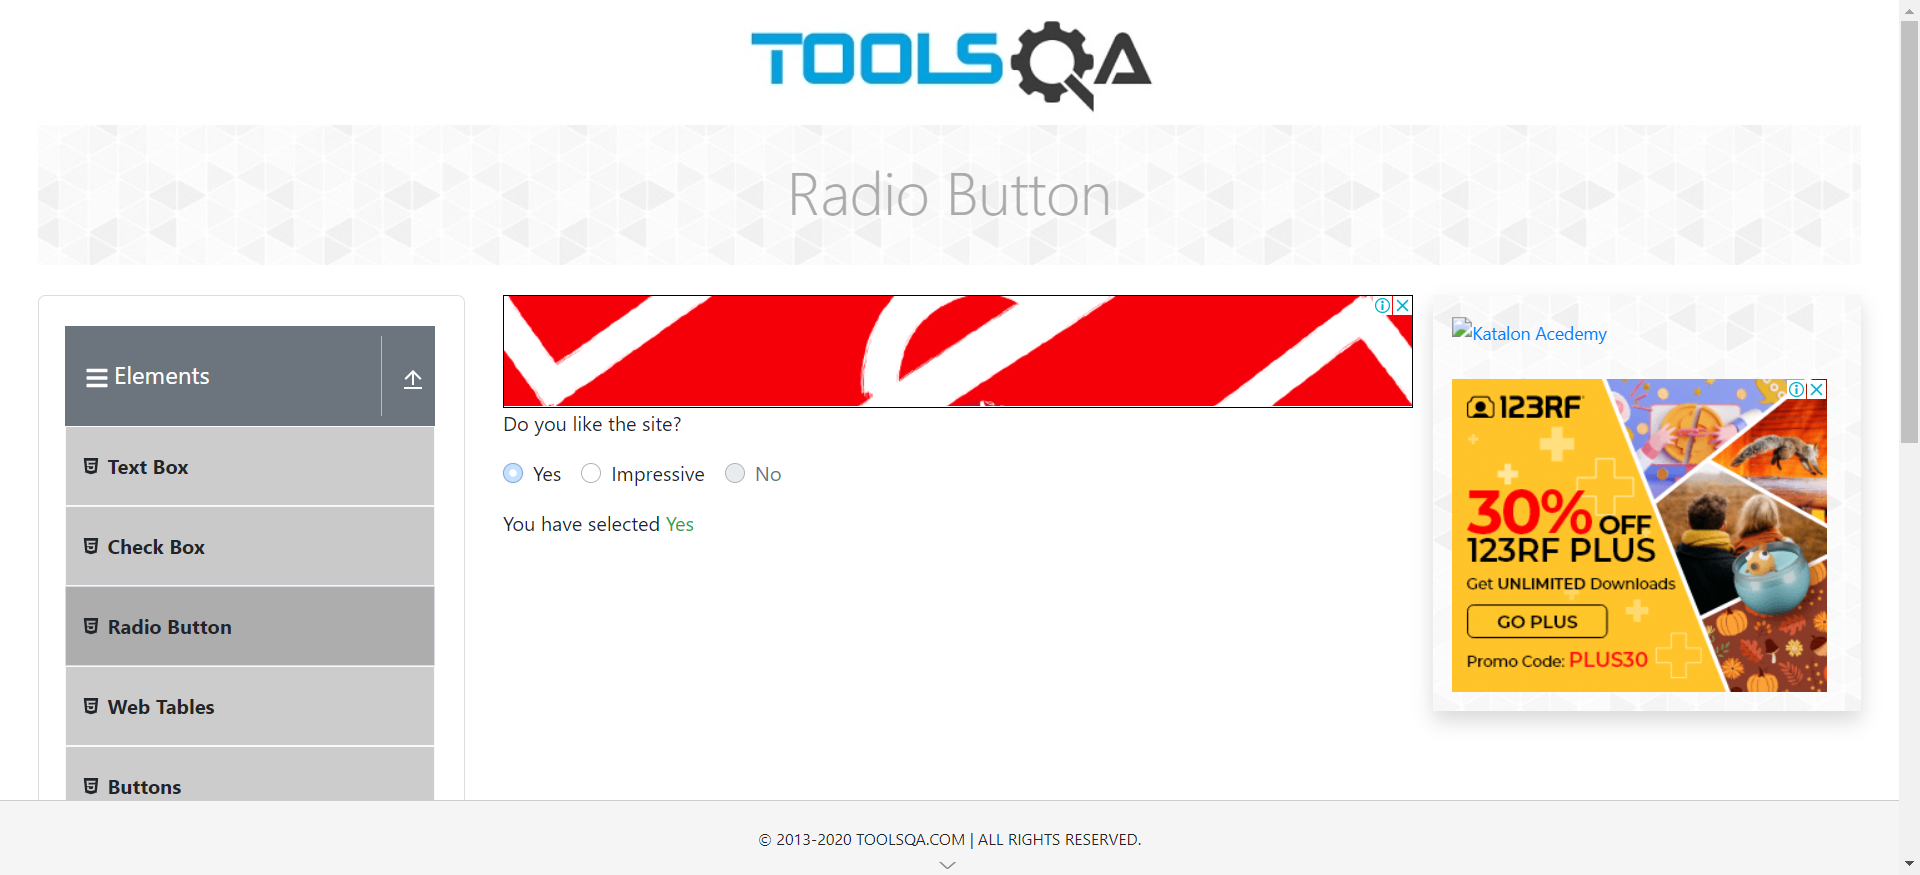 TOOLSQA
Radio Button
Elements
Text Box
Check Box
Radio Button
Web Tables
Buttons
Do you like the site?
Yes Impressive No
You have selected Yes
Katalon Acedemy
123RF
30% OFF
123RF PLUS
Get UNLIMITED Downloads
GO PLUS
Promo Code: PLUS30
© 2013-2020 TOOLSQA.COM | ALL RIGHTS RESERVED.